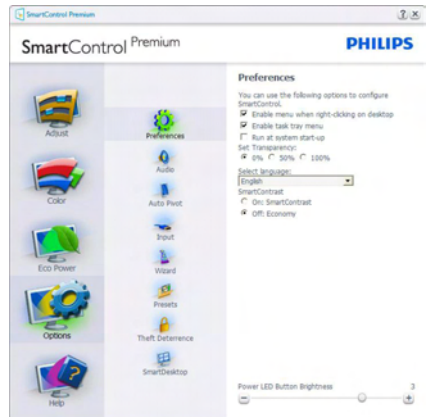 SmartControl Premium
SmartControl Premium
PHILIPS
Adjust
Color
Eco Power
Options
Help
Preferences
Audio
Auto Pivot
Input
Wizard
Presets
Theft Deterrence
SmartDesktop
Preferences
You can use the following options to configure
SmartControl.
Enable menu when right-clicking on desktop
Enable task tray menu
Run at system start-up
Set Transparency:
0% 50% 100%
Select language:
English
SmartContrast
On: SmartContrast
Off: Economy
Power LED Button Brightness 3